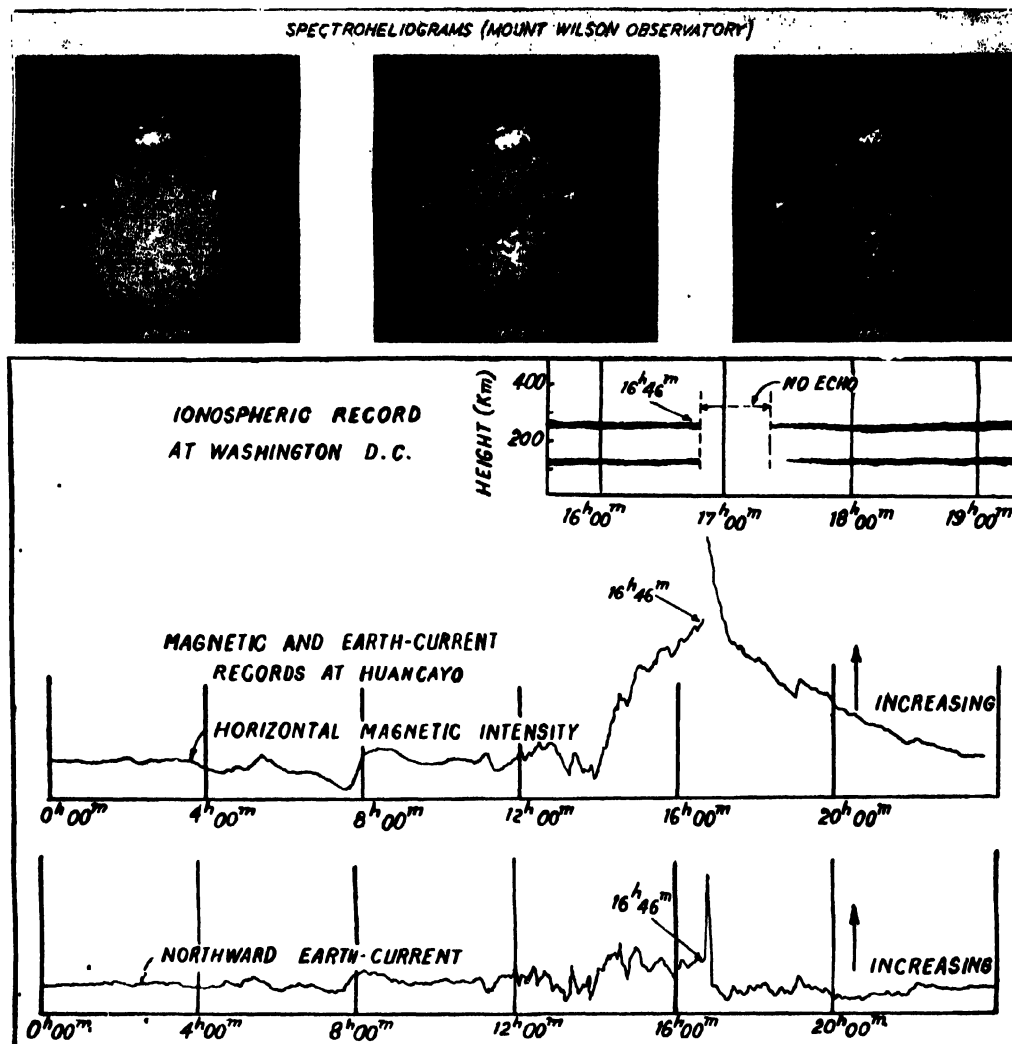 SPECTROHELIOGRAMS (MOUNT WILSON OBSERVATORY)
IONOSPHERIC RECORD
AT WASHINGTON D.C.
HEIGHT (Km)
400
200
16h46m
NO ECHO
16h00m 17h00m 18h00m 19h00m
16h46m
MAGNETIC AND EARTH-CURRENT
RECORDS AT HUANCAYO
HORIZONTAL MAGNETIC INTENSITY
INCREASING
0h00m 4h00m 8h00m 12h00m 16h00m 20h00m
16h46m
NORTHWARD EARTH-CURRENT
INCREASING
0h00m 4h00m 8h00m 12h00m 16h00m 20h00m